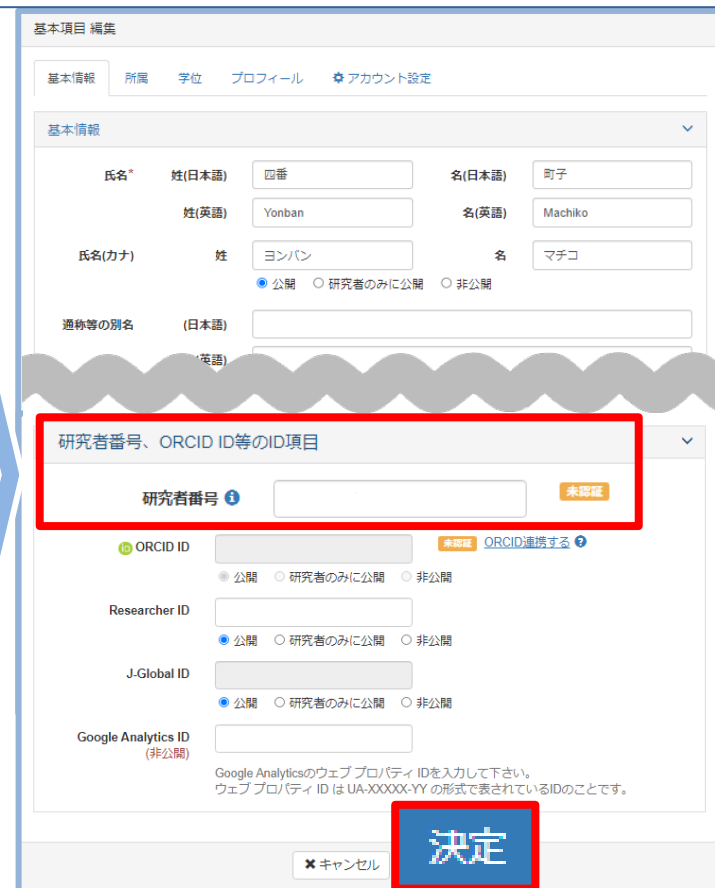 基本項目 編集
基本情報 所属 学位 プロフィール アカウント設定
基本情報
氏名* 姓(日本語) 四番 名(日本語) 町子
姓(英語) Yonban 名(英語) Machiko
氏名(カナ) 姓 ヨンバン 名 マチコ
公開 研究者のみに公開 非公開
通称等の別名 (日本語)
英語)
研究者番号、ORCID ID等のID項目
研究者番号 未認証
ORCID ID 未認証 ORCID連携する
公開 研究者のみに公開 非公開
Researcher ID
公開 研究者のみに公開 非公開
J-Global ID
公開 研究者のみに公開 非公開
Google Analytics ID
(非公開)
Google Analyticsのウェブ プロパティ IDを入力して下さい。
ウェブ プロパティ ID は UA-XXXXX-YY の形式で表されているIDのことです。
キャンセル 決定